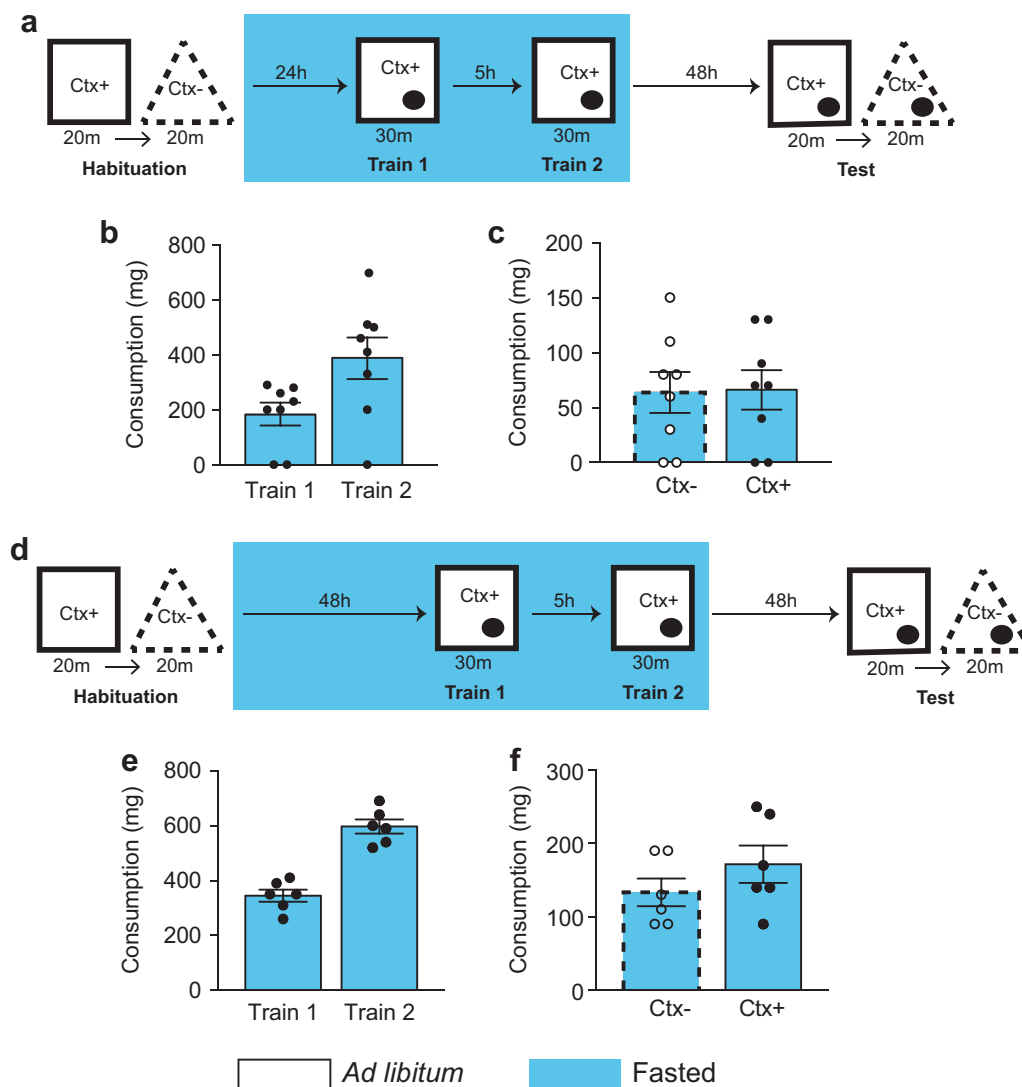 a
Ctx+
Ctx-
20m
20m
Habituation
24h
Ctx+
30m
Train 1
5h
Ctx+
30m
Train 2
48h
Ctx+
Ctx-
20m
20m
Test
b
Consumption (mg)
800
600
400
200
0
Train 1
Train 2
c
Consumption (mg)
200
150
100
50
0
Ctx-
Ctx+
d
Ctx+
Ctx-
20m
20m
Habituation
48h
Ctx+
30m
Train 1
5h
Ctx+
30m
Train 2
48h
Ctx+
Ctx-
20m
20m
Test
e
Consumption (mg)
800
600
400
200
0
Train 1
Train 2
f
Consumption (mg)
300
200
100
0
Ctx-
Ctx+
Ad libitum
Fasted